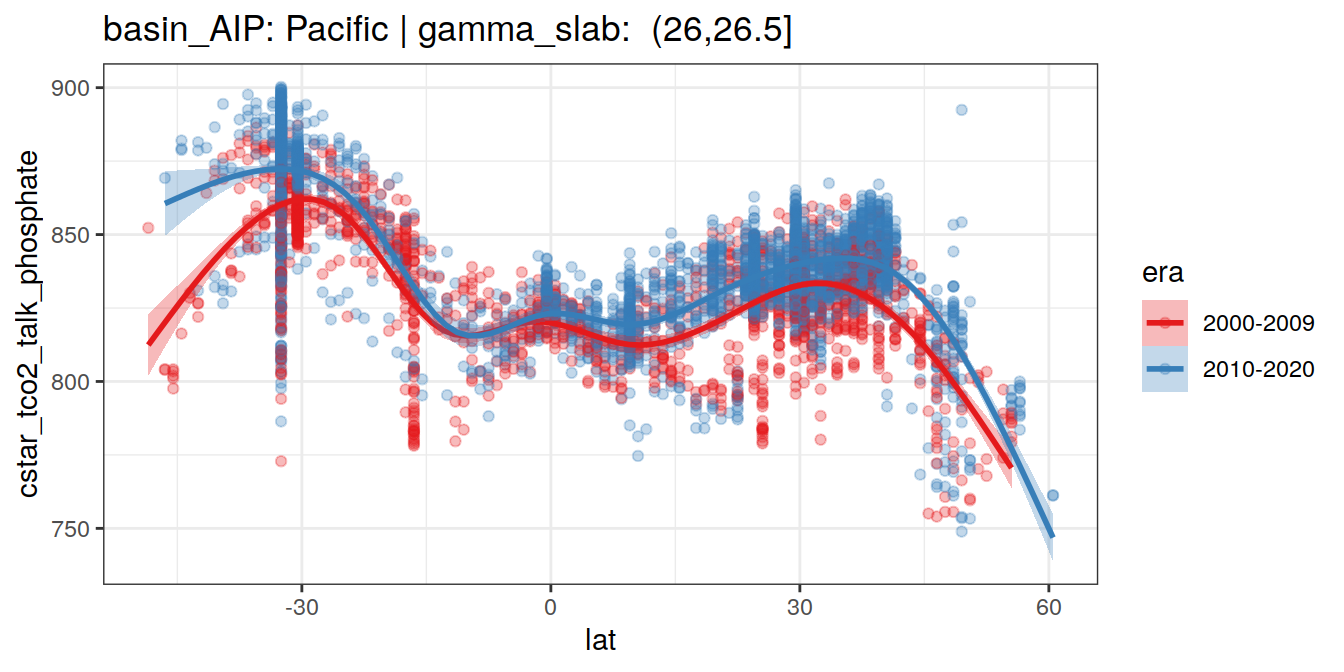 basin_AIP: Pacific | gamma_slab:  (26,26.5]
cstar_tco2_talk_phosphate
900
850
800
750
-30
0
30
60
lat
era
2000-2009
2010-2020